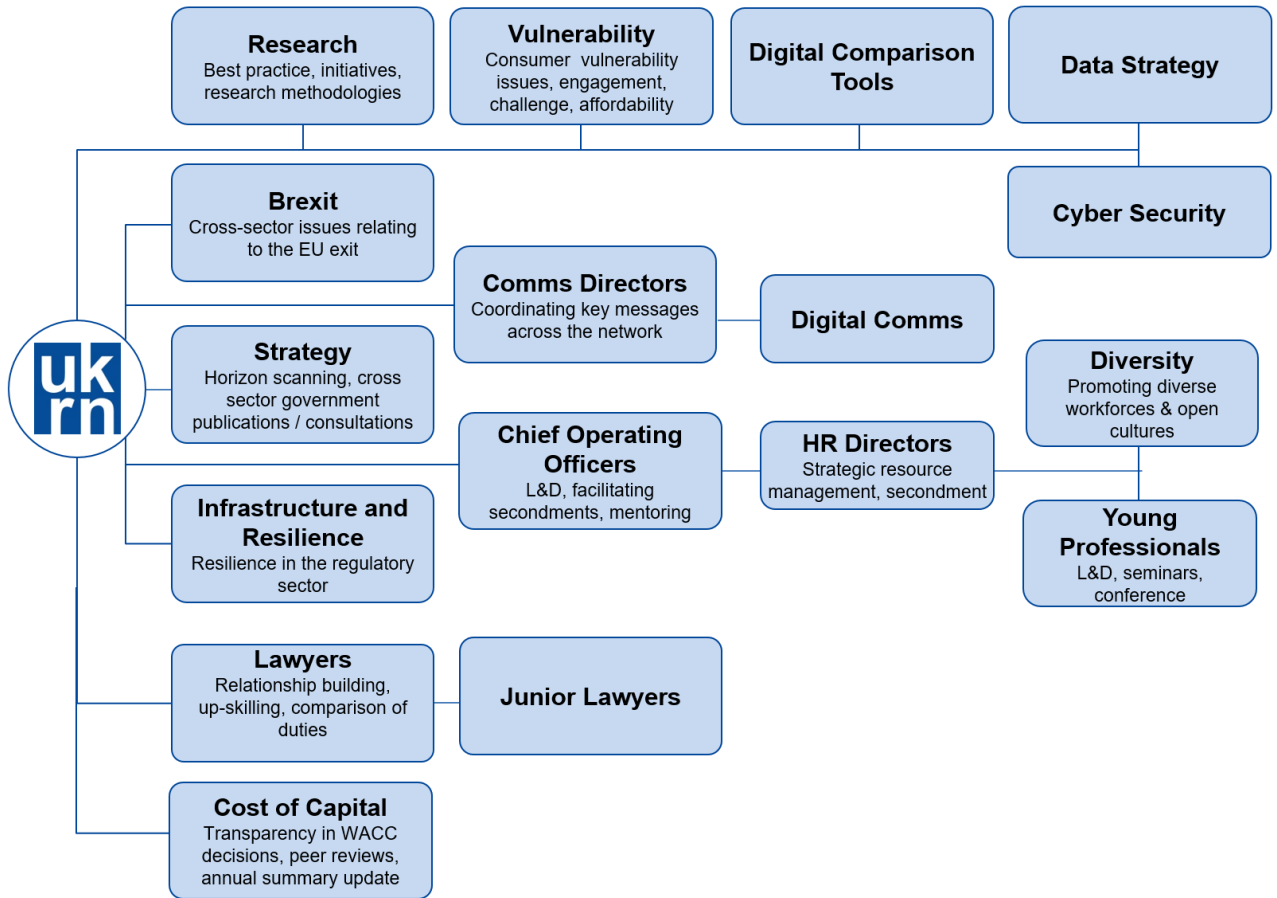 Research
Best practice, initiatives,
research methodologies
Vulnerability
Consumer vulnerability
issues, engagement,
challenge, affordability
Digital Comparison
Tools
Data Strategy
Brexit
Cross-sector issues relating
to the EU exit
Cyber Security
Comms Directors
Coordinating key messages
across the network
Digital Comms
uk
rn
Strategy
Horizon scanning, cross
sector government
publications / consultations
Diversity
Promoting diverse
workforces & open
cultures
Chief Operating
Officers
L&D, facilitating
secondments, mentoring
HR Directors
Strategic resource
management, secondment
Infrastructure and
Resilience
Resilience in the regulatory
sector
Young
Professionals
L&D, seminars,
conference
Lawyers
Relationship building,
up-skilling, comparison of
duties
Junior Lawyers
Cost of Capital
Transparency in WACC
decisions, peer reviews,
annual summary update